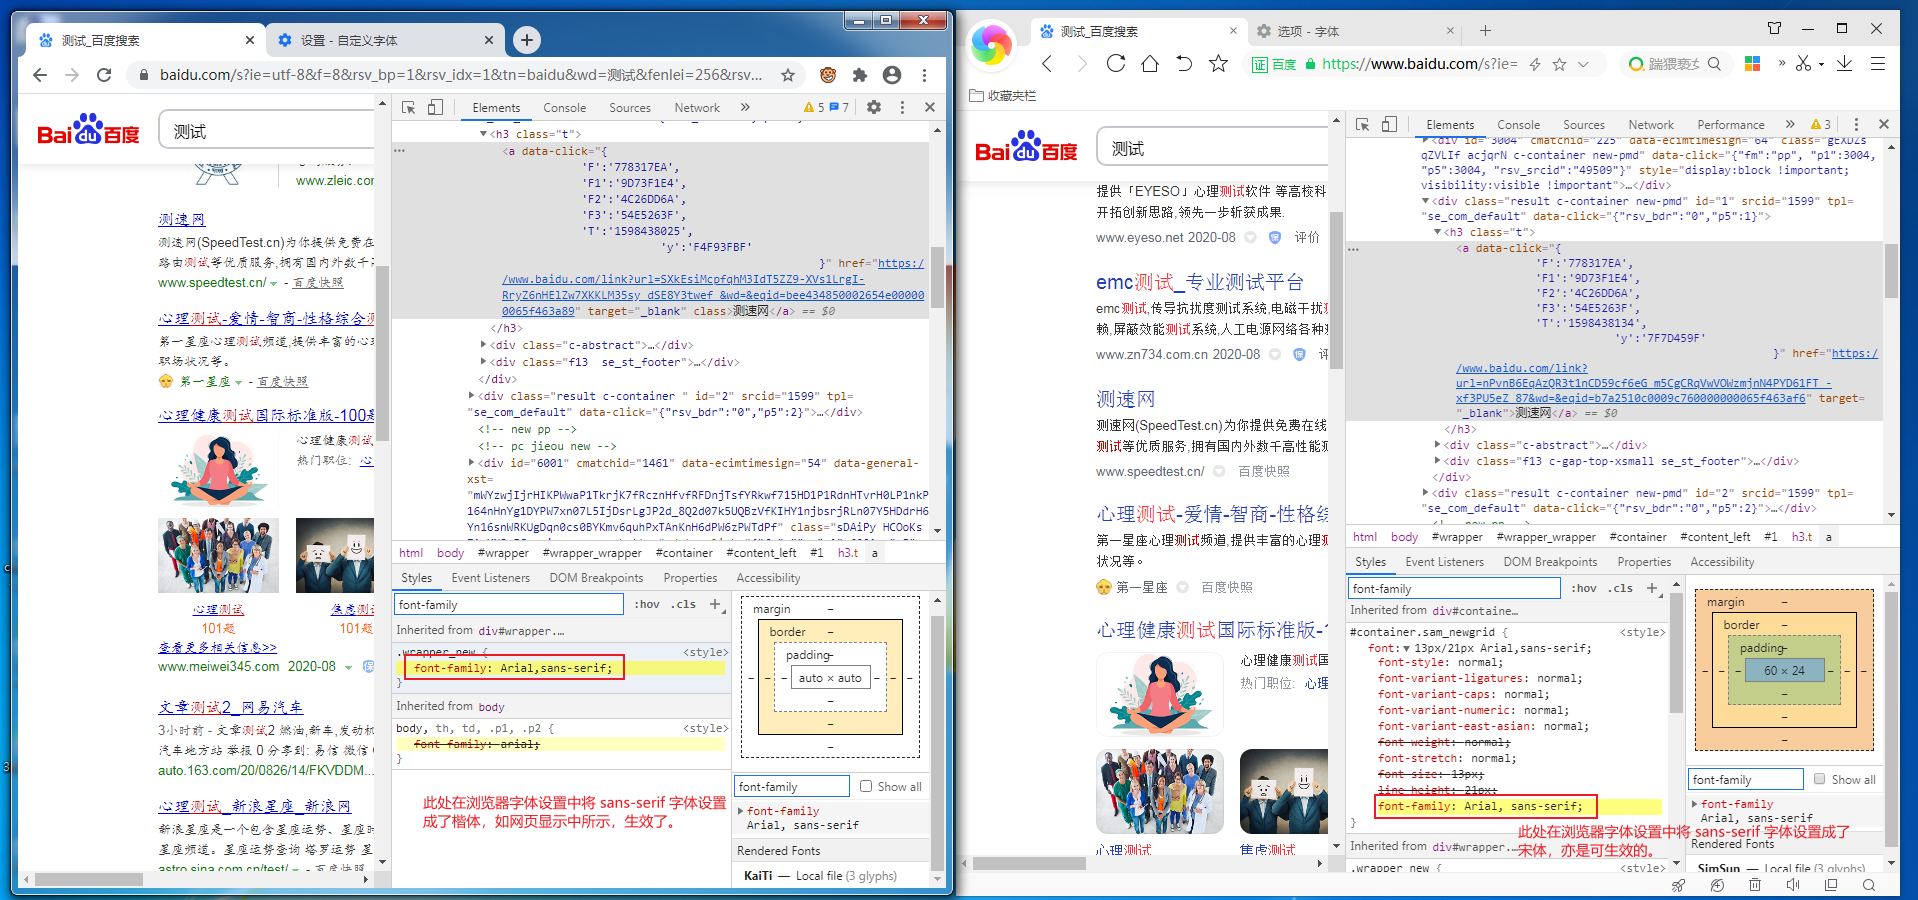 测试_百度搜索
设置 - 自定义字体
baidu.com/s?ie=utf-8&f=8&rsv_bp=1&rsv_idx=1&tn=baidu&wd=测试&fenlei=256&rsv...
Bai du 百度
测试
www.zleic.cor
测速网
测速网(SpeedTest.cn)为你提供免费在
路由测试等优质服务,拥有国内外数千
www.speedtest.cn/ - 百度快照
心理测试-爱情-智商-性格综合测
第一星座心理测试频道,提供丰富的心理
职场状况等。
第一星座 - 百度快照
心理健康测试国际标准版-100题
心理健康测试
热门职位: 心
心理测试
101题
焦虑测
101题
查看更多相关信息>>
www.meiwei345.com 2020-08
文章测试2_网易汽车
3小时前 - 文章测试2 燃油,新车,发动机
汽车地方站 举报 0 分享到: 易信 微信
auto.163.com/20/0826/14/FKVDDM...
心理测试_新浪星座_新浪网
新浪星座是一个包含星座运势、星座
星座频道。星座运势查询 塔罗运势 星
astro.sina.com.cn/test/ - 百度快照
Elements Console Sources Network » 5 7
<h3 class="t">
<a data-click="{
'F':'778317EA',
'F1':'9D73F1E4',
'F2':'4C26DD6A',
'F3':'54E5263F',
'T':'1598438025',
'y':'F4F93FBF'
}" href="https:/
/www.baidu.com/link?url=SXkEsiMcpfqhM3IdT5ZZ9-XVs1LrgI-
RryZ6nHElZw7XKKLM35sy_dSE8Y3twef_&wd=&eqid=bee434850002654e00000
0065f463a89" target="_blank" class>测速网</a> == $0
</h3>
<div class="c-abstract">…</div>
<div class="f13 se_st_footer">…</div>
</div>
<div class="result c-container " id="2" srcid="1599" tpl=
"se_com_default" data-click="{"rsv_bdr":"0","p5":2}">…</div>
<!-- new pp -->
<!-- pc jieou new -->
<div id="6001" cmatchid="1461" data-ecimtimesign="54" data-general-
xst=
"mWYzwjIJrHIKPWwaP1TkrjK7fRcznHfvfRFDnjTsfYRkwf715HD1P1RdnHTvrH0LP1nkP
164nHnYg1DYPW7xn07L5IjDsrLgJP2d_8Q2d07k5UQBzVfKIHY1njbsrjRLn07Y5HDdrH6
Yn16snWRKUgDqn0cs0BYKmv6quhPxTAnKnH6dPW6zPWTdPf" class="sDAiPy HCOoKs
html body #wrapper #wrapper_wrapper #container #content_left #1 h3.t a
Styles Event Listeners DOM Breakpoints Properties Accessibility
font-family :hov .cls +
Inherited from div#wrapper.…
.wrapper_new { <style>
font-family: Arial,sans-serif;
}
Inherited from body
body, th, td, .p1, .p2 { <style>
font-family: arial;
}
此处在浏览器字体设置中将 sans-serif 字体设置
成了楷体，如网页显示中所示，生效了。
margin –
border –
padding–
– – – auto × auto – – –
–
–
–
font-family Show all
font-family
Arial, sans-serif
Rendered Fonts
KaiTi — Local file (3 glyphs)
测试_百度搜索
选项 - 字体
证 百度 https://www.baidu.com/s?ie=
收藏夹栏
Bai du 百度
测试
提供「EYESO」心理测试软件 等高校科
开拓创新思路,领先一步斩获成果.
www.eyeso.net 2020-08 评价
emc测试_专业测试平台
emc测试,传导抗扰度测试系统,电磁干扰
赖,屏蔽效能测试系统,人工电源网络各种
www.zn734.com.cn 2020-08
测速网
测速网(SpeedTest.cn)为你提供免费在线
测试等优质服务,拥有国内外数千高性能
www.speedtest.cn/ 百度快照
心理测试-爱情-智商-性格综
第一星座心理测试频道,提供丰富的心理测
状况等。
第一星座 百度快照
心理健康测试国际标准版-1
心理健康测试国
热门职位: 心理
心理测试
焦虑测试
Elements Console Sources Network Performance » 3
<div id="3004" cmatchid="225" data-ecimtimesign="64" class="gEXDZs
qZVLIf acjqrN c-container new-pmd" data-click="{"fm":"pp", "p1":3004,
"p5":3004, "rsv_srcid":"49509"}" style="display:block !important;
visibility:visible !important">…</div>
<div class="result c-container new-pmd" id="1" srcid="1599" tpl=
"se_com_default" data-click="{"rsv_bdr":"0","p5":1}">
<h3 class="t">
<a data-click="{
'F':'778317EA',
'F1':'9D73F1E4',
'F2':'4C26DD6A',
'F3':'54E5263F',
'T':'1598438134',
'y':'7F7D459F'
}" href="https:/
/www.baidu.com/link?
url=nPvnB6EqAzQR3t1nCD59cf6eG_m5CgCRqVwVOWzmjnN4PYD61FT_-
xf3PU5eZ_87&wd=&eqid=b7a2510c0009c760000000065f463af6" target=
"_blank">测速网</a> == $0
</h3>
<div class="c-abstract">…</div>
<div class="f13 c-gap-top-xsmall se_st_footer">…</div>
</div>
<div class="result c-container new-pmd" id="2" srcid="1599" tpl=
"se_com_default" data-click="{"rsv_bdr":"0","p5":2}">…</div>
html body #wrapper #wrapper_wrapper #container #content_left #1 h3.t a
Styles Event Listeners DOM Breakpoints Properties Accessibility
font-family :hov .cls +
Inherited from div#containe…
#container.sam_newgrid { <style>
font: 13px/21px Arial,sans-serif;
font-style: normal;
font-variant-ligatures: normal;
font-variant-caps: normal;
font-variant-numeric: normal;
font-variant-east-asian: normal;
font-weight: normal;
font-stretch: normal;
font-size: 13px;
line-height: 21px;
font-family: Arial, sans-serif;
}
此处在浏览器字体设置中将 sans-serif 字体设置成了
宋体，亦是可生效的。
Inherited from div#wrapper.…
.wrapper_new { <style>
margin –
border –
padding–
– – – 60 × 24 – – –
–
–
–
font-family Show all
font-family
Arial, sans-serif
Rendered Fonts
SimSun — Local file (3 glyphs)